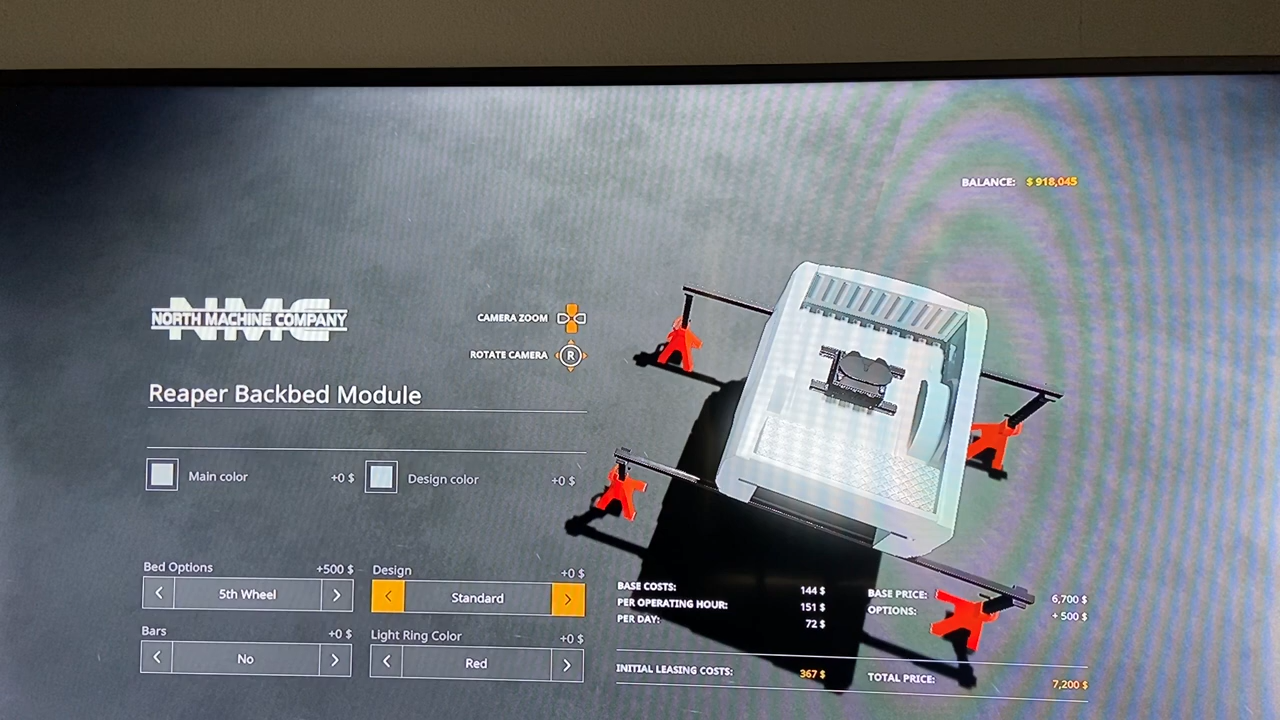 BALANCE: $ 918,045
NMC
NORTH MACHINE COMPANY
CAMERA ZOOM
ROTATE CAMERA R
Reaper Backbed Module
Main color +0 $
Design color +0 $
Bed Options +500 $
< 5th Wheel >
Design +0 $
< Standard >
Bars +0 $
< No >
Light Ring Color +0 $
< Red >
BASE COSTS: 144 $
PER OPERATING HOUR: 151 $
PER DAY: 72 $
INITIAL LEASING COSTS: 367 $
BASE PRICE: 6,700 $
OPTIONS: + 500 $
TOTAL PRICE: 7,200 $